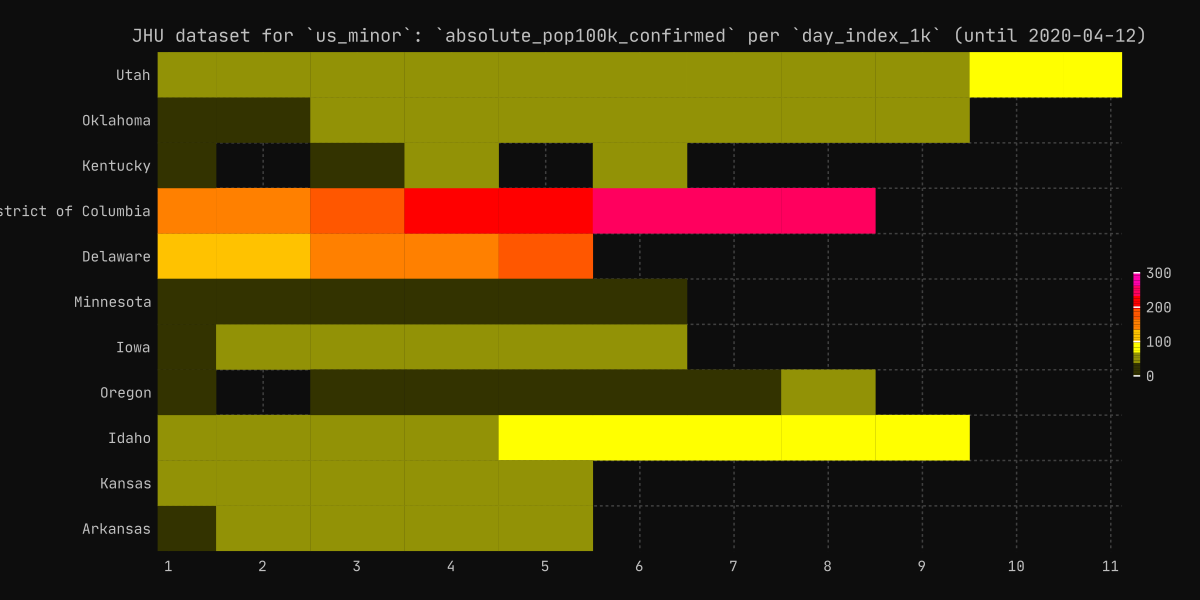 JHU dataset for `us_minor`: `absolute_pop100k_confirmed` per `day_index_1k` (until 2020-04-12)
Utah
Oklahoma
Kentucky
strict of Columbia
Delaware
Minnesota
Iowa
Oregon
Idaho
Kansas
Arkansas
300
200
100
0
1 2 3 4 5 6 7 8 9 10 11